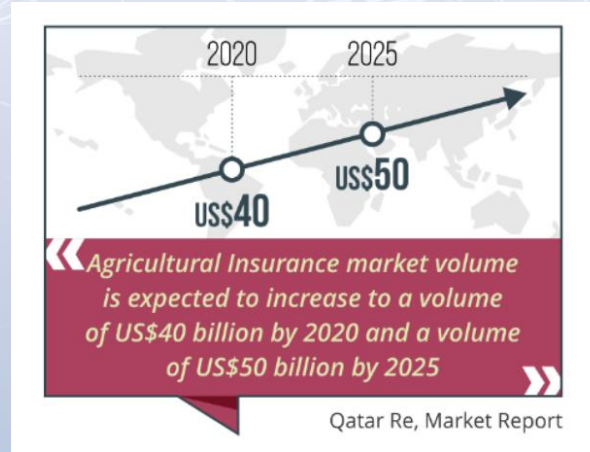 2020 2025
US$40
US$50
Agricultural Insurance market volume
is expected to increase to a volume
of US$40 billion by 2020 and a volume
of US$50 billion by 2025
Qatar Re, Market Report